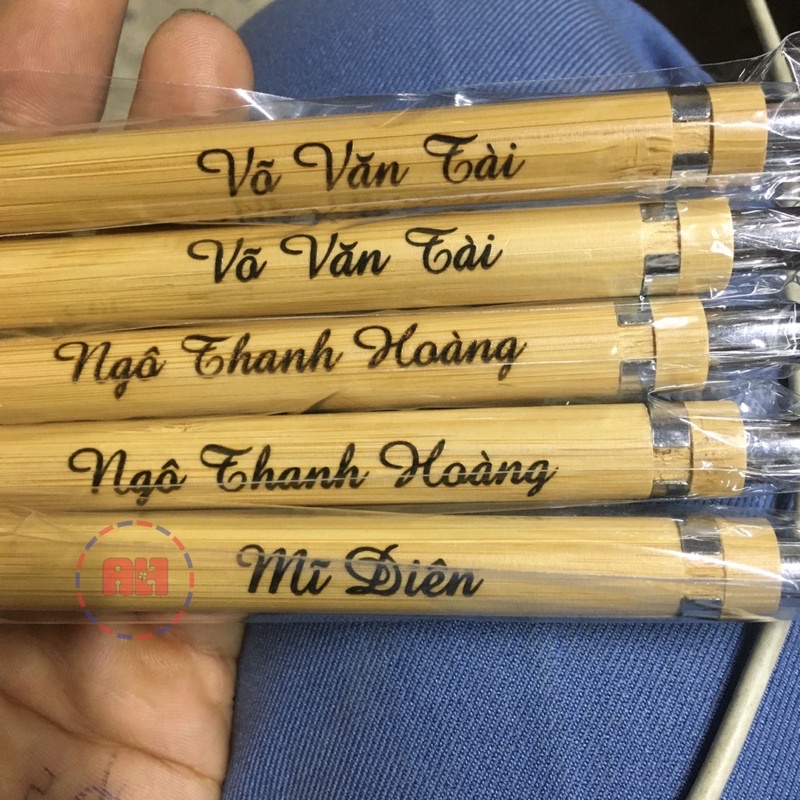 Võ Văn Tài
Võ Văn Tài
Ngô Thanh Hoàng
Ngô Thanh Hoàng
Mĩ Diên
A&H